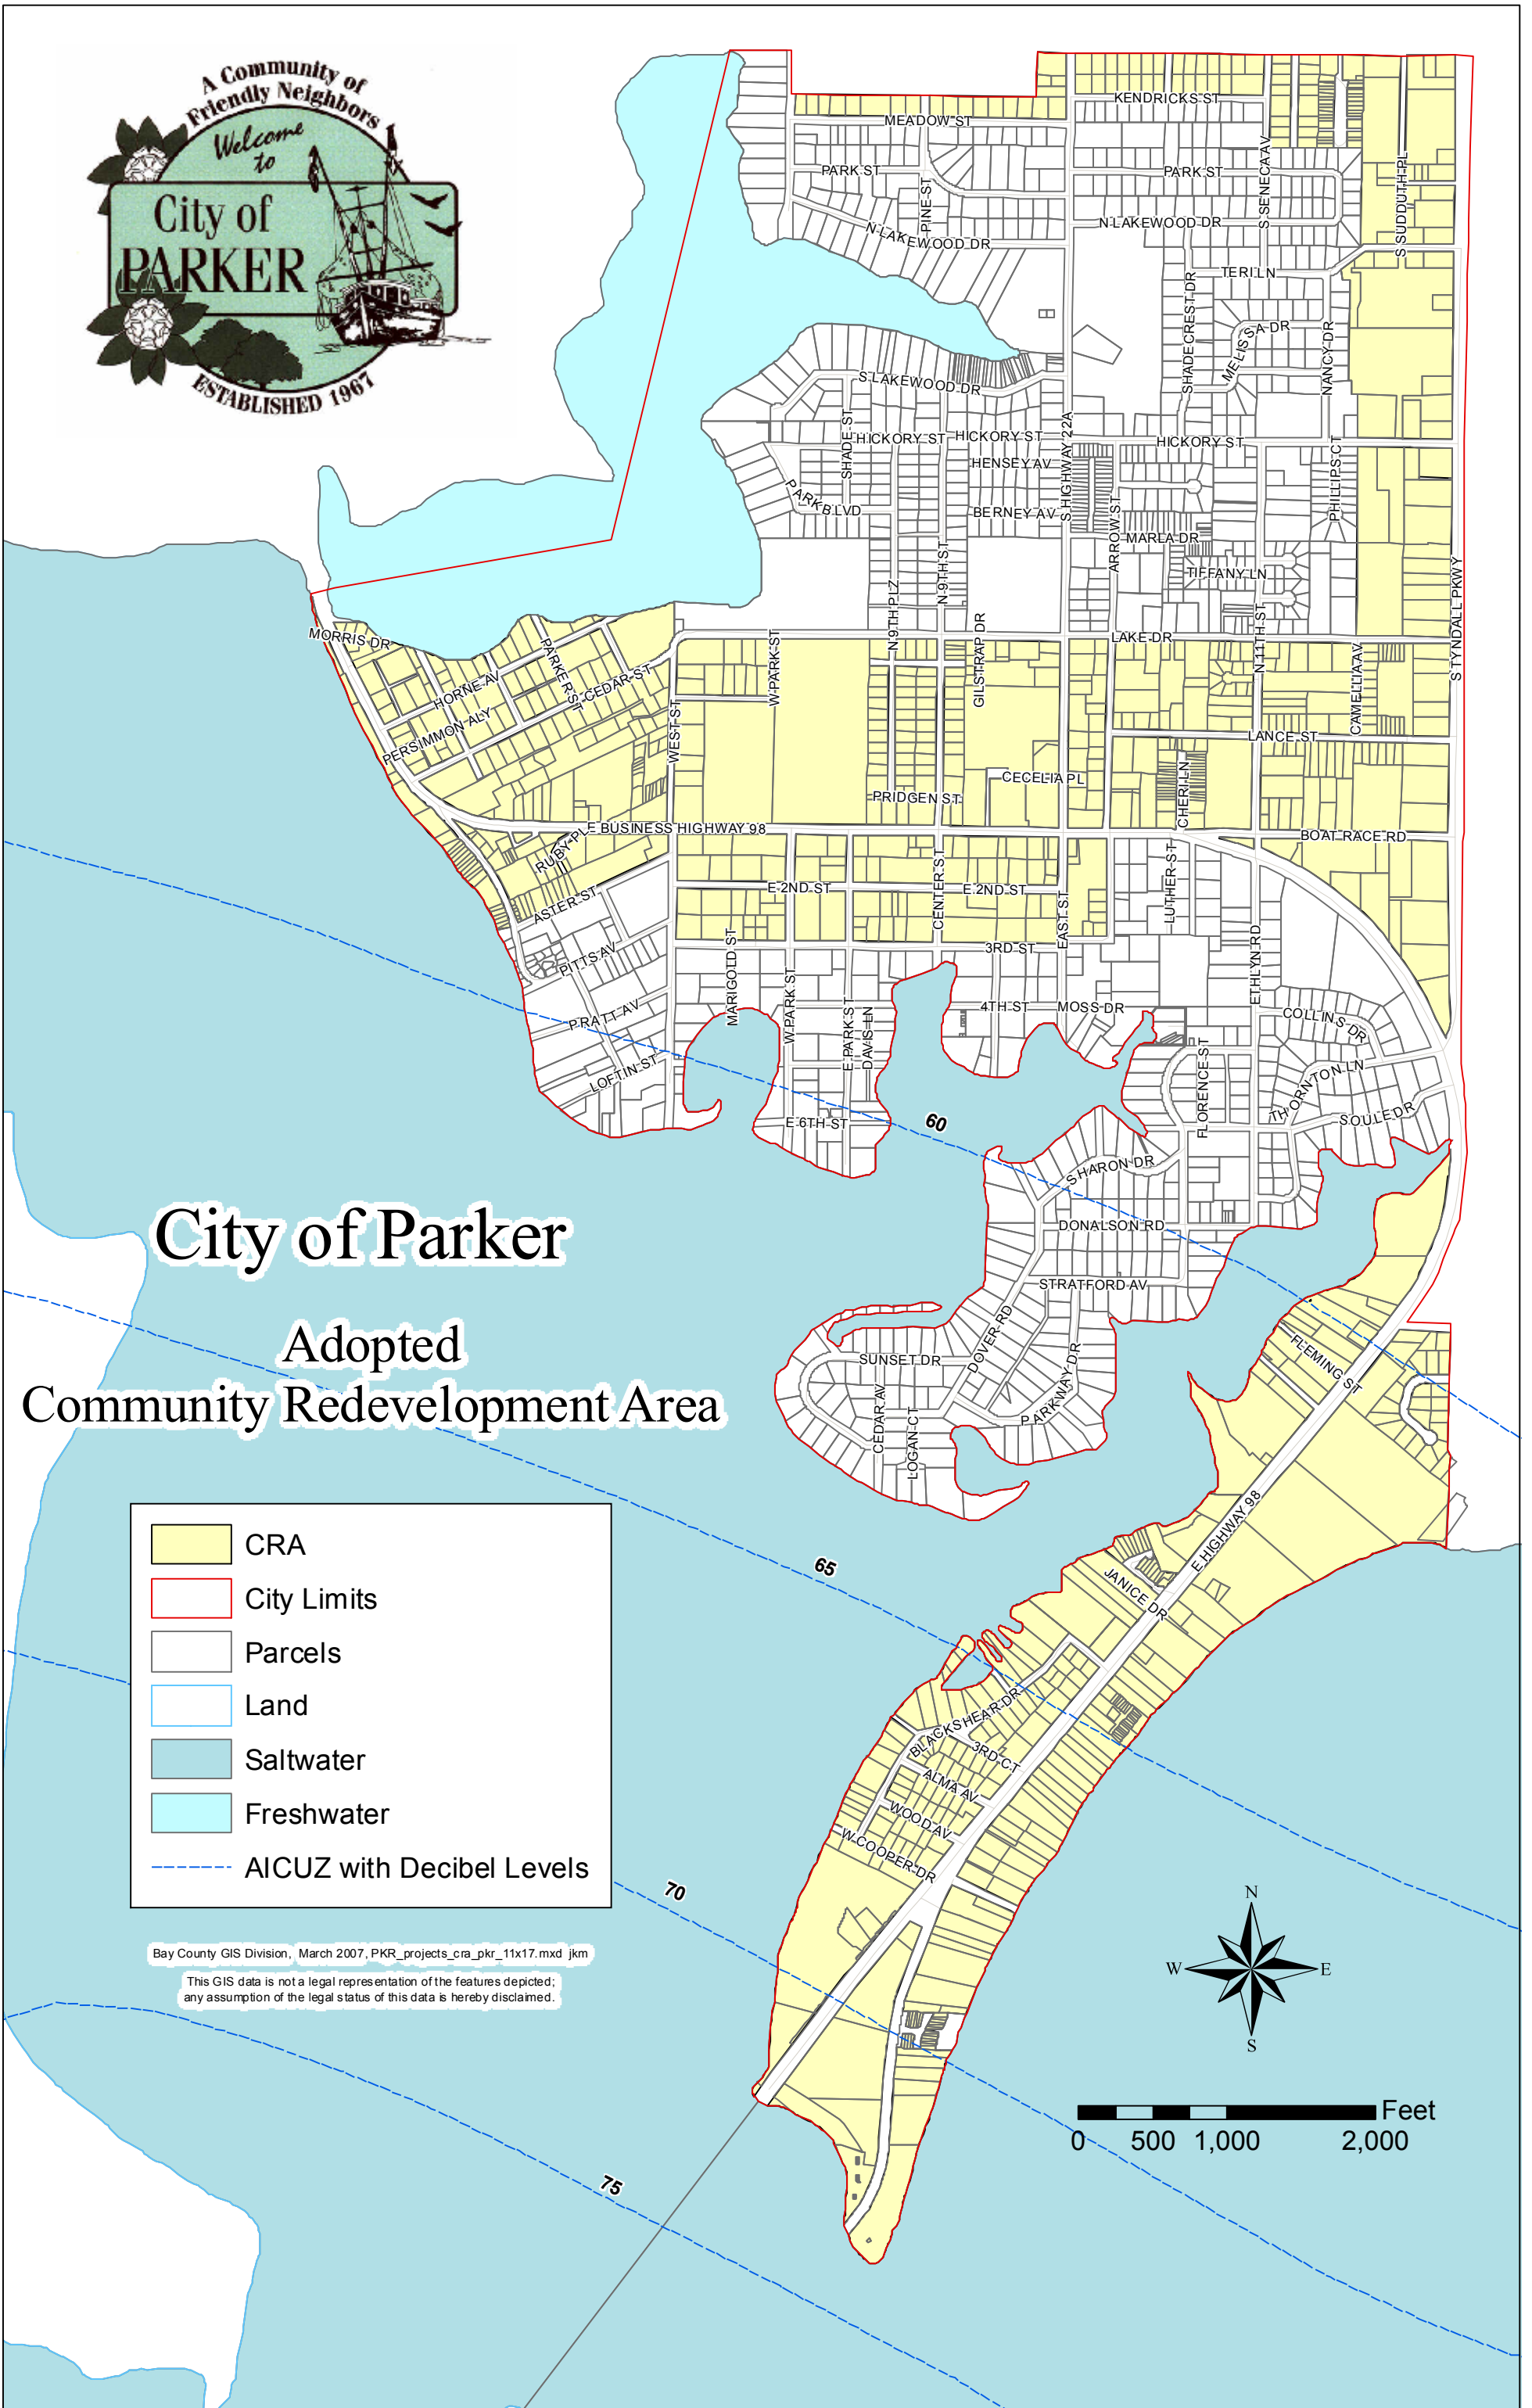 A Community of
Friendly Neighbors
Welcome
to
City of
PARKER
ESTABLISHED 1967
KENDRICKS ST
MEADOW ST
PARK ST
PARK ST
PINE ST
S SENECA AV
S SUDDUTH PL
N LAKEWOOD DR
N LAKEWOOD DR
TERI LN
SHADECREST DR
MELISSA DR
NANCY DR
S LAKEWOOD DR
SHADE ST
HICKORY ST
HICKORY ST
HICKORY ST
S HIGHWAY 22A
HENSEY AV
PARK BLVD
BERNEY AV
ARROW ST
PHILLIPS CT
MARLA DR
TIFFANY LN
N 9TH PLZ
N 9TH ST
GILSTRAP DR
N 11TH ST
S TYNDALL PKWY
MORRIS DR
LAKE DR
W PARK ST
PARKER ST
HORNE AV
CEDAR ST
CAMELLIA AV
PERSIMMON ALY
WEST ST
LANCE ST
CECELIA PL
CHERI LN
PRIDGEN ST
E BUSINESS HIGHWAY 98
BOAT RACE RD
RUBY PL
E 2ND ST
E 2ND ST
CENTER ST
LUTHER ST
ASTER ST
EAST ST
3RD ST
MARIGOLD ST
PITTS AV
ETHLYN RD
W PARK ST
E PARK ST
DAVIS LN
4TH ST
MOSS DR
PRATT AV
COLLINS DR
LOFTIN ST
FLORENCE ST
THORNTON LN
E 6TH ST
60
SOULE DR
SHARON DR
City of Parker
DONALSON RD
STRATFORD AV
Adopted
Community Redevelopment Area
DOVER RD
SUNSET DR
FLEMING ST
PARKWAY DR
CEDAR AV
LOGAN CT
E HIGHWAY 98
65
JANICE DR
CRA
City Limits
Parcels
Land
Saltwater
Freshwater
AICUZ with Decibel Levels
BLACKSHEAR DR
3RD CT
ALMA AV
WOOD AV
W COOPER DR
70
Bay County GIS Division, March 2007, PKR_projects_cra_pkr_11x17.mxd jkm
This GIS data is not a legal representation of the features depicted;
any assumption of the legal status of this data is hereby disclaimed.
N
W
E
S
Feet
0 500 1,000 2,000
75